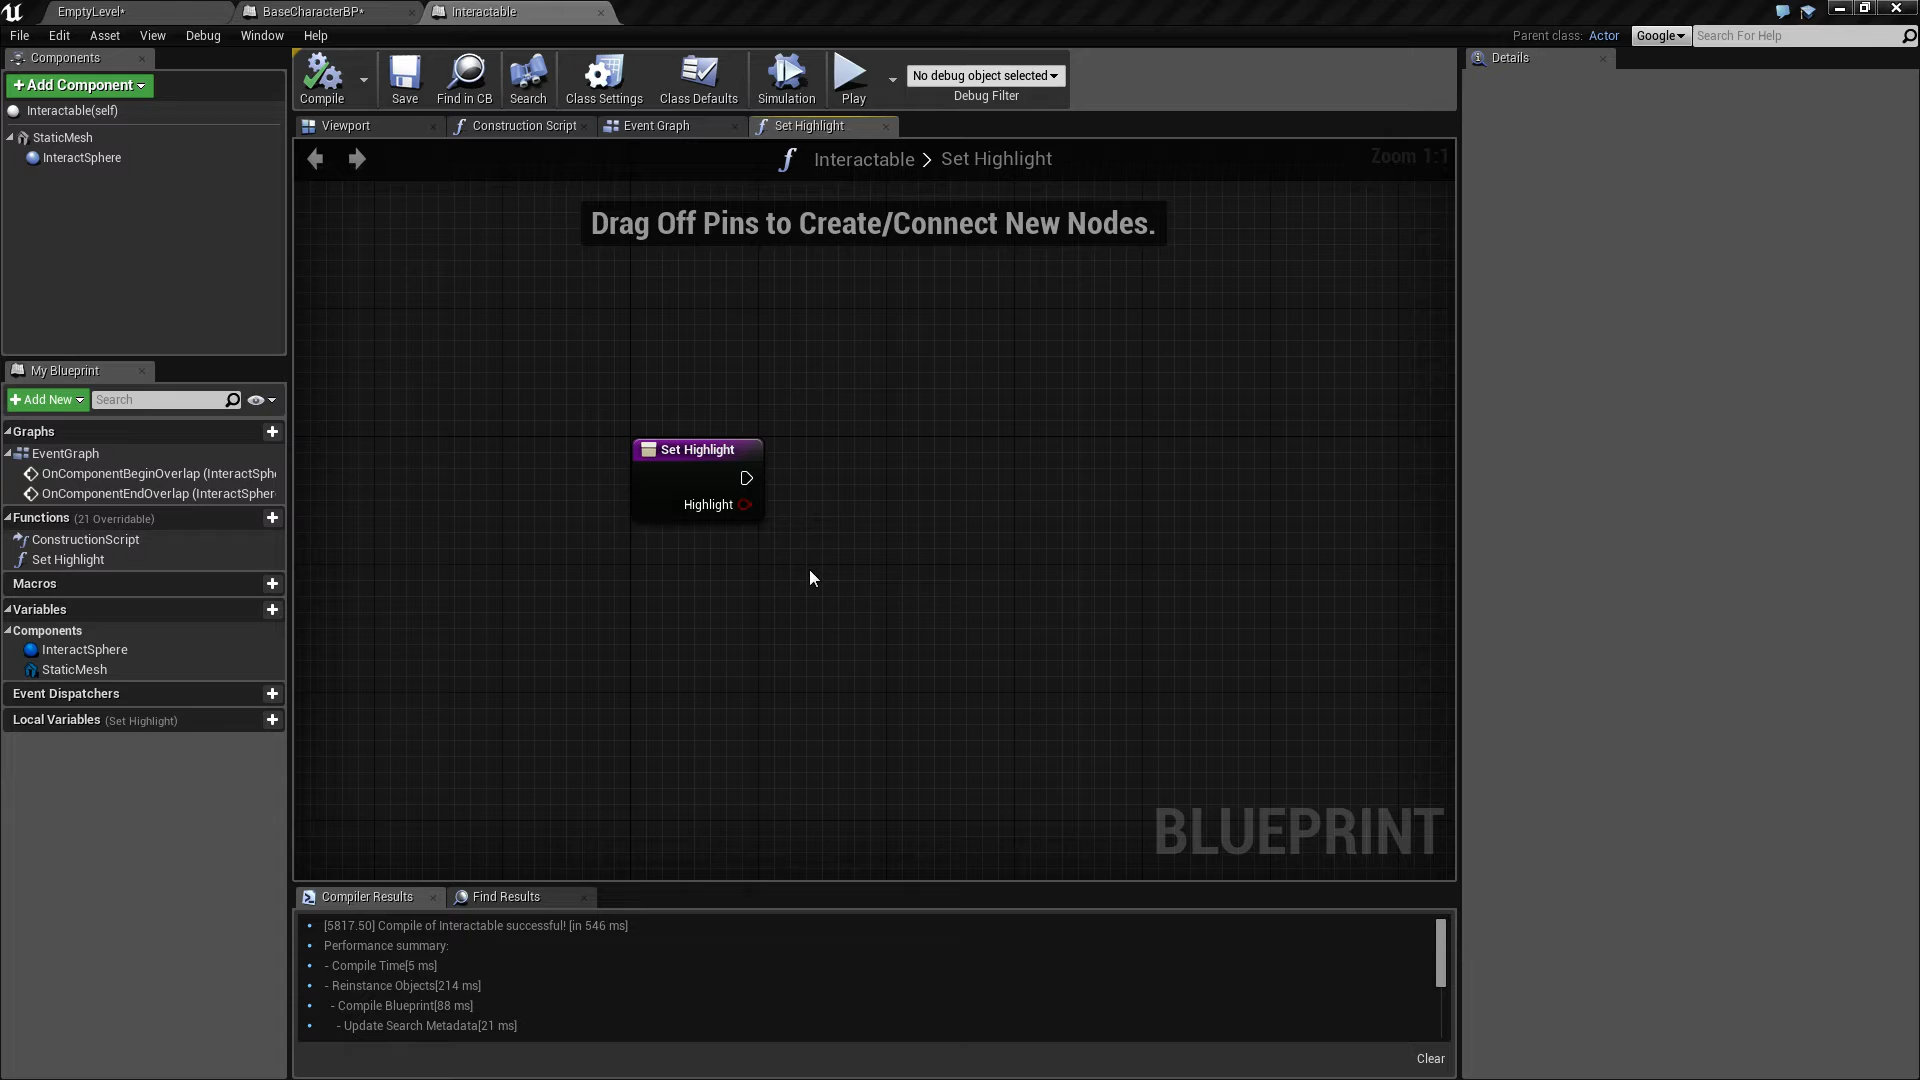 EmptyLevel*
BaseCharacterBP*
Interactable
File Edit Asset View Debug Window Help
Parent class: Actor
Google
Search For Help
Components
+Add Component
Interactable(self)
StaticMesh
InteractSphere
Compile
Save
Find in CB
Search
Class Settings
Class Defaults
Simulation
Play
No debug object selected
Debug Filter
Details
Viewport
Construction Script
Event Graph
Set Highlight
Interactable > Set Highlight
Zoom 1:1
Drag Off Pins to Create/Connect New Nodes.
Set Highlight
Highlight
BLUEPRINT
My Blueprint
+Add New
Search
Graphs
EventGraph
OnComponentBeginOverlap (InteractSphe
OnComponentEndOverlap (InteractSpher
Functions (21 Overridable)
ConstructionScript
Set Highlight
Macros
Variables
Components
InteractSphere
StaticMesh
Event Dispatchers
Local Variables (Set Highlight)
Compiler Results
Find Results
[5817.50] Compile of Interactable successful! [in 546 ms]
Performance summary:
- Compile Time[5 ms]
- Reinstance Objects[214 ms]
- Compile Blueprint[88 ms]
- Update Search Metadata[21 ms]
Clear